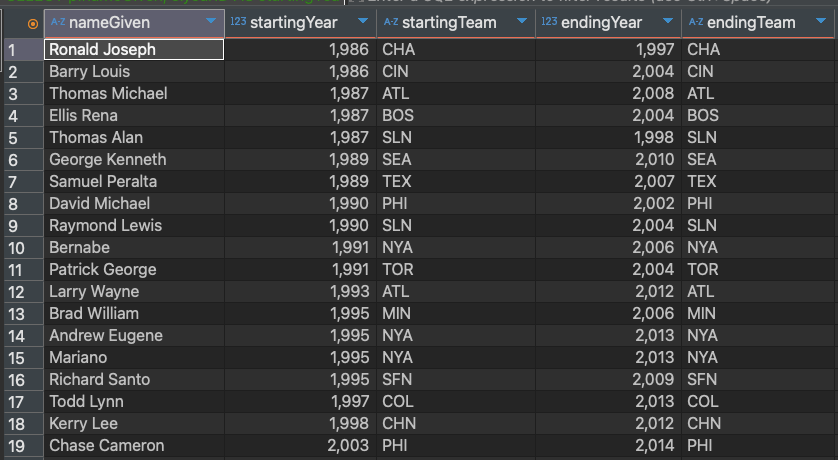 nameGiven 123 startingYear A-Z startingTeam 123 endingYear A-Z endingTeam
1 Ronald Joseph 1,986 CHA 1,997 CHA
2 Barry Louis 1,986 CIN 2,004 CIN
3 Thomas Michael 1,987 ATL 2,008 ATL
4 Ellis Rena 1,987 BOS 2,004 BOS
5 Thomas Alan 1,987 SLN 1,998 SLN
6 George Kenneth 1,989 SEA 2,010 SEA
7 Samuel Peralta 1,989 TEX 2,007 TEX
8 David Michael 1,990 PHI 2,002 PHI
9 Raymond Lewis 1,990 SLN 2,004 SLN
10 Bernabe 1,991 NYA 2,006 NYA
11 Patrick George 1,991 TOR 2,004 TOR
12 Larry Wayne 1,993 ATL 2,012 ATL
13 Brad William 1,995 MIN 2,006 MIN
14 Andrew Eugene 1,995 NYA 2,013 NYA
15 Mariano 1,995 NYA 2,013 NYA
16 Richard Santo 1,995 SFN 2,009 SFN
17 Todd Lynn 1,997 COL 2,013 COL
18 Kerry Lee 1,998 CHN 2,012 CHN
19 Chase Cameron 2,003 PHI 2,014 PHI